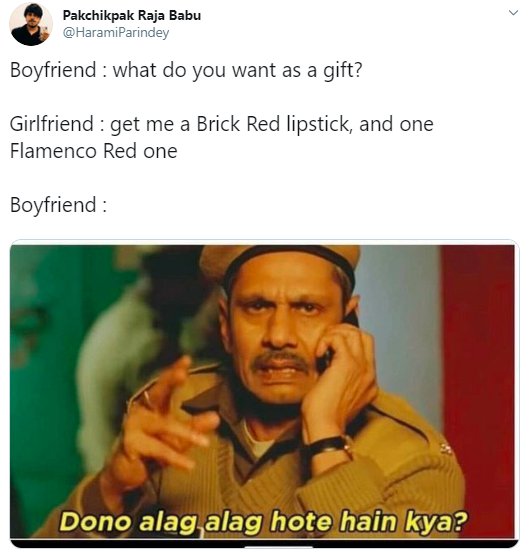 Pakchikpak Raja Babu
@HaramiParindey
Boyfriend : what do you want as a gift?
Girlfriend : get me a Brick Red lipstick, and one
Flamenco Red one
Boyfriend :
Dono alag alag hote hain kya?